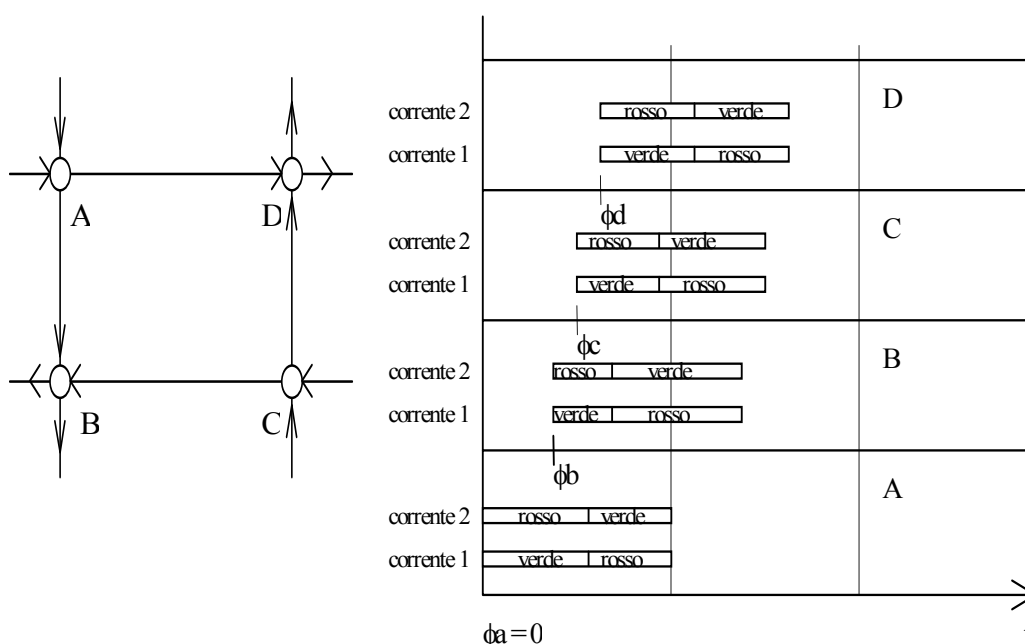 D
corrente 2
rosso verde
corrente 1
verde rosso
A
D
ϕd
C
corrente 2
rosso verde
corrente 1
verde rosso
ϕc
B
corrente 2
rosso verde
corrente 1
verde rosso
B
C
ϕb
A
corrente 2
rosso verde
corrente 1
verde rosso
ϕa = 0